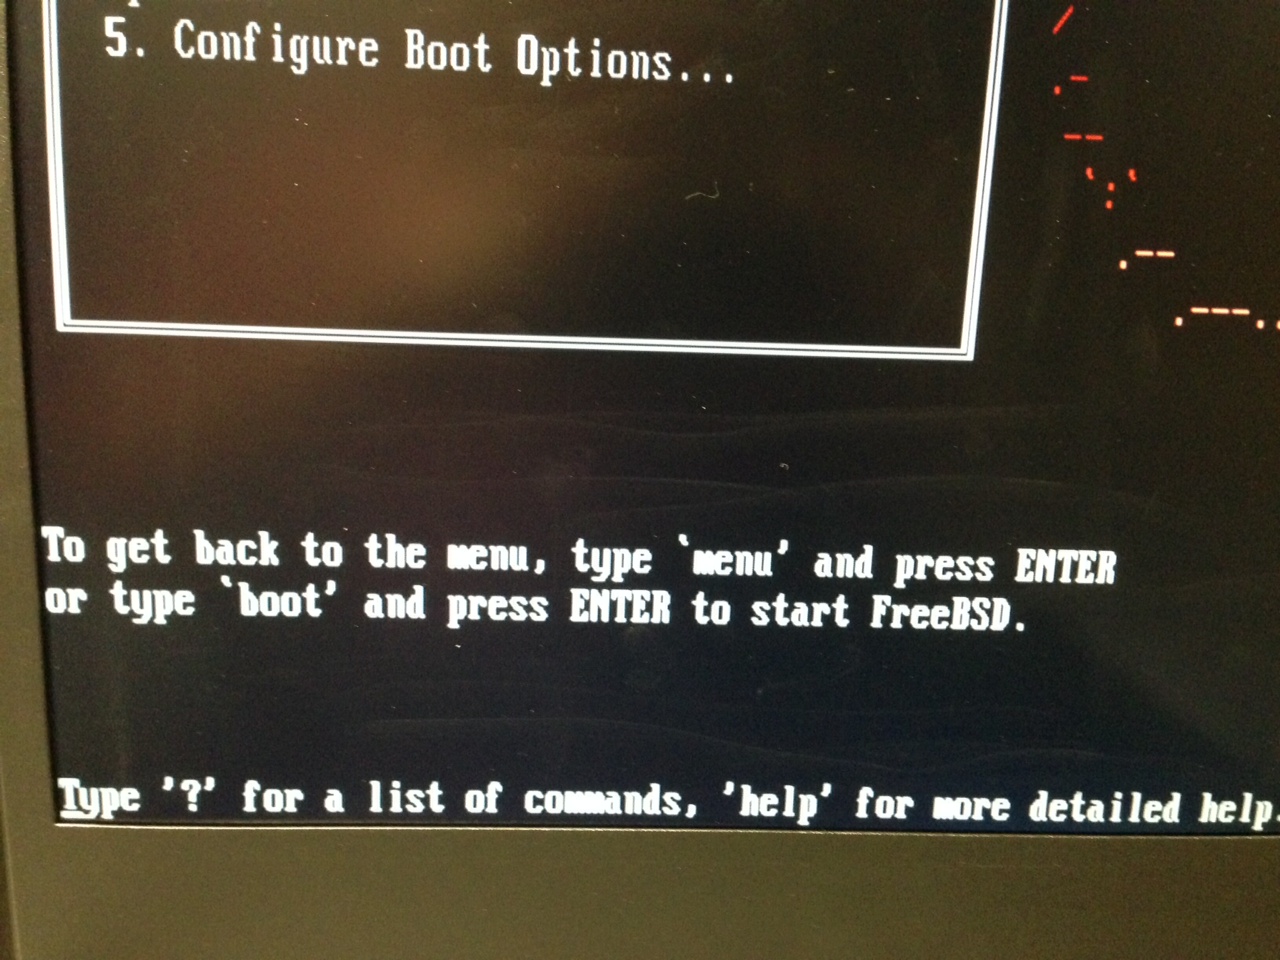 5. Configure Boot Options...
To get back to the menu, type `menu' and press ENTER
or type `boot' and press ENTER to start FreeBSD.
Type '?' for a list of commands, 'help' for more detailed help.